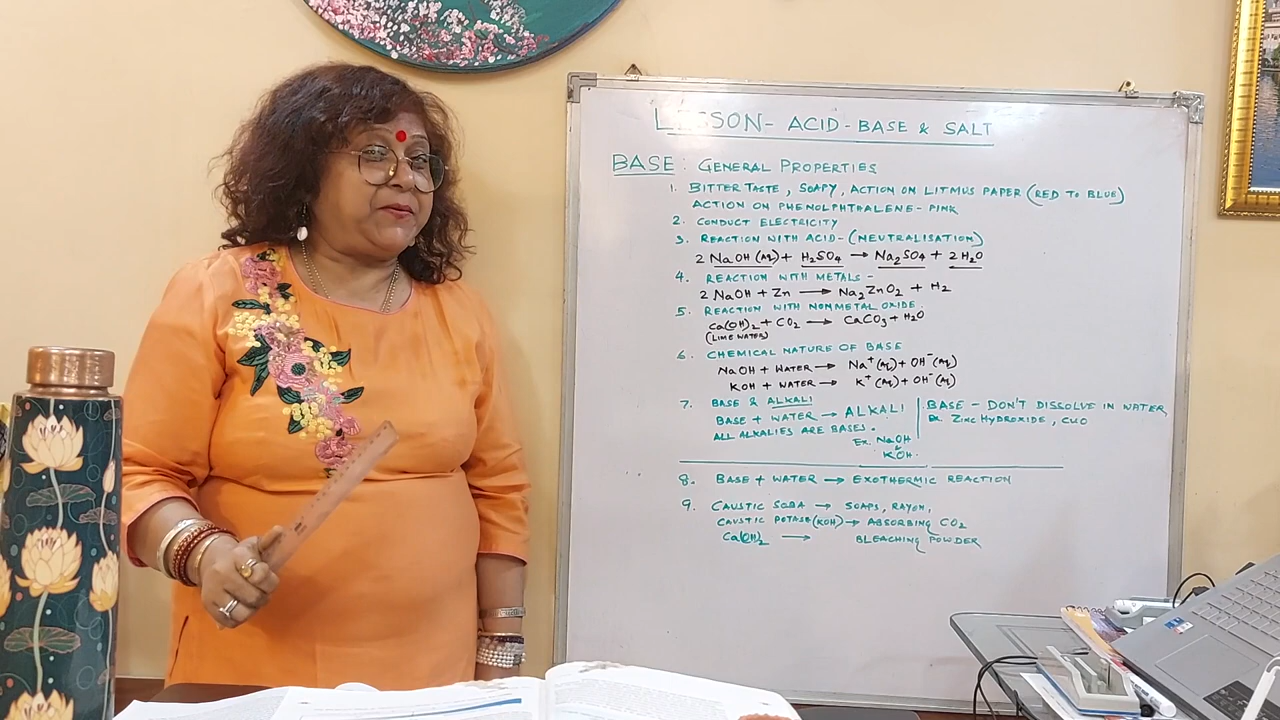 LESSON- ACID-BASE & SALT
BASE: GENERAL PROPERTIES
1. BITTER TASTE, SOAPY, ACTION ON LITMUS PAPER (RED TO BLUE)
ACTION ON PHENOLPHTHALENE- PINK
2. CONDUCT ELECTRICITY
3. REACTION WITH ACID-(NEUTRALISATION)
2 NaOH (Aq) + H2SO4 → Na2SO4 + 2H2O
4. REACTION WITH METALS-
2 NaOH + Zn → Na2ZnO2 + H2
5. REACTION WITH NONMETAL OXIDE.
Ca(OH)2 + CO2 → CaCO3 + H2O
(LIME WATER)
6. CHEMICAL NATURE OF BASE
NaOH + WATER → Na+(Aq) + OH-(Aq)
KOH + WATER → K+(Aq) + OH-(Aq)
7. BASE & ALKALI
BASE + WATER → ALKALI
ALL ALKALIES ARE BASES.
Ex. NaOH
KOH.
BASE - DON'T DISSOLVE IN WATER
Ex. ZINC HYDROXIDE, CUO
8. BASE + WATER → EXOTHERMIC REACTION
9. CAUSTIC SODA → SOAPS, RAYON,
CAUSTIC POTASE (KOH) → ABSORBING CO2
Ca(OH)2 → BLEACHING POWDER